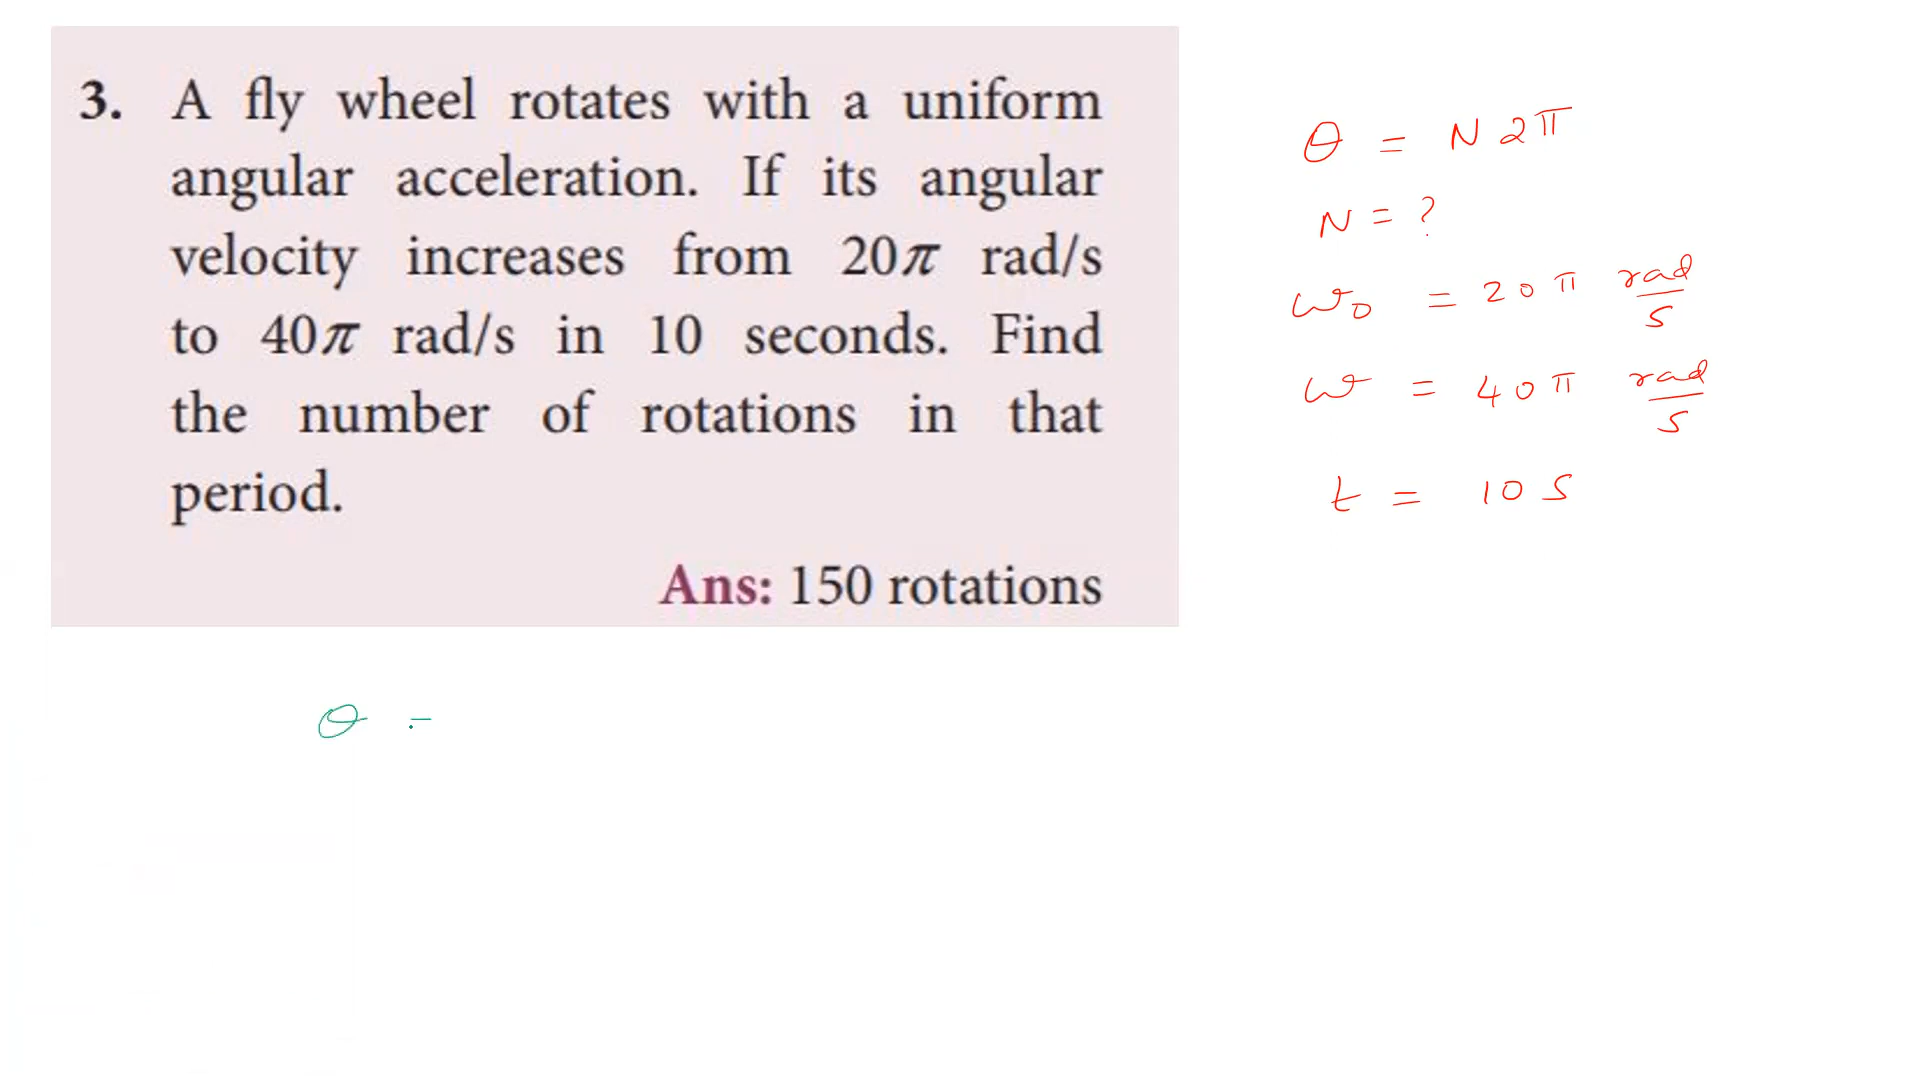 3. A fly wheel rotates with a uniform
angular acceleration. If its angular
velocity increases from 20π rad/s
to 40π rad/s in 10 seconds. Find
the number of rotations in that
period.
Ans: 150 rotations
θ = N 2π
N = ?
ω₀ = 20 π rad/s
ω = 40 π rad/s
t = 10 s
θ =